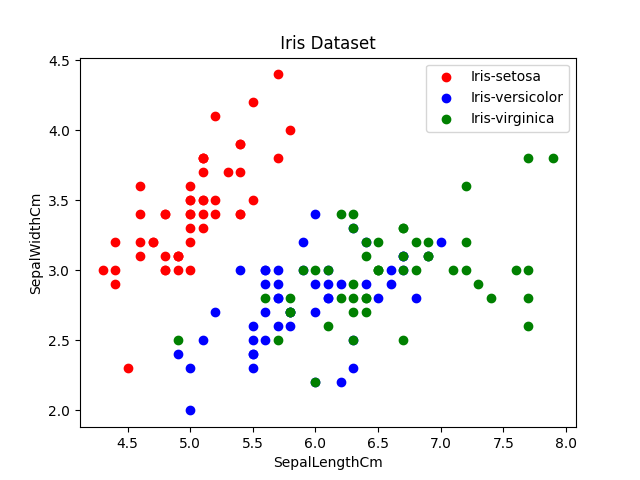 Iris Dataset
Iris-setosa
Iris-versicolor
Iris-virginica
SepalWidthCm
4.5
4.0
3.5
3.0
2.5
2.0
4.5 5.0 5.5 6.0 6.5 7.0 7.5 8.0
SepalLengthCm